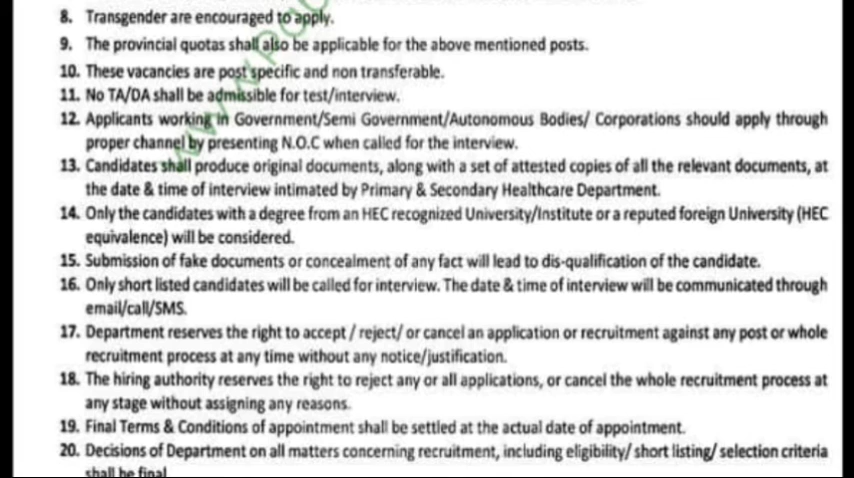 8. Transgender are encouraged to apply.
9. The provincial quotas shall also be applicable for the above mentioned posts.
10. These vacancies are post specific and non transferable.
11. No TA/DA shall be admissible for test/interview.
12. Applicants working in Government/Semi Government/Autonomous Bodies/ Corporations should apply through
proper channel by presenting N.O.C when called for the interview.
13. Candidates shall produce original documents, along with a set of attested copies of all the relevant documents, at
the date & time of interview intimated by Primary & Secondary Healthcare Department.
14. Only the candidates with a degree from an HEC recognized University/Institute or a reputed foreign University (HEC
equivalence) will be considered.
15. Submission of fake documents or concealment of any fact will lead to dis-qualification of the candidate.
16. Only short listed candidates will be called for interview. The date & time of interview will be communicated through
email/call/SMS.
17. Department reserves the right to accept / reject/ or cancel an application or recruitment against any post or whole
recruitment process at any time without any notice/justification.
18. The hiring authority reserves the right to reject any or all applications, or cancel the whole recruitment process at
any stage without assigning any reasons.
19. Final Terms & Conditions of appointment shall be settled at the actual date of appointment.
20. Decisions of Department on all matters concerning recruitment, including eligibility/ short listing/ selection criteria
shall be final